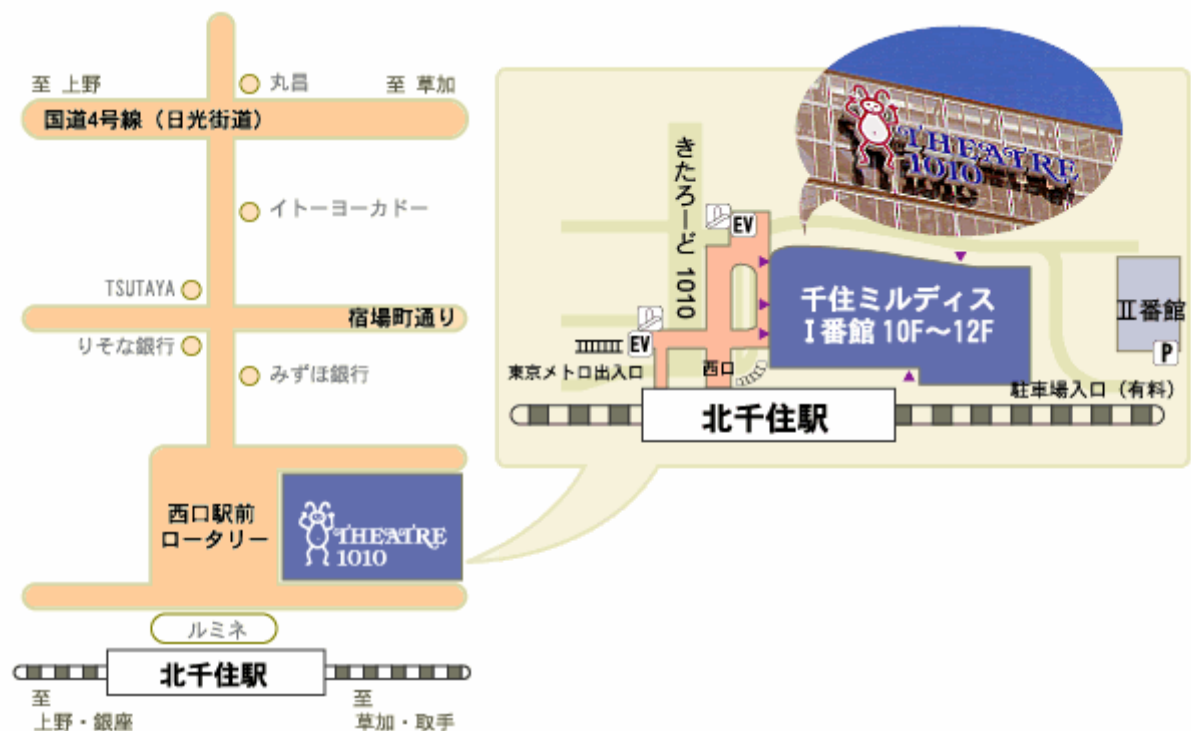 至 上野
丸昌
至 草加
国道4号線（日光街道）
イトーヨーカドー
TSUTAYA
宿場町通り
りそな銀行
みずほ銀行
西口駅前
ロータリー
THEATRE
1010
ルミネ
北千住駅
至
上野・銀座
至
草加・取手
THEATRE
1010
きたろーど 1010
EV
千住ミルディス
Ⅰ番館 10F～12F
Ⅱ番館
P
EV
東京メトロ出入口
西口
駐車場入口（有料）
北千住駅